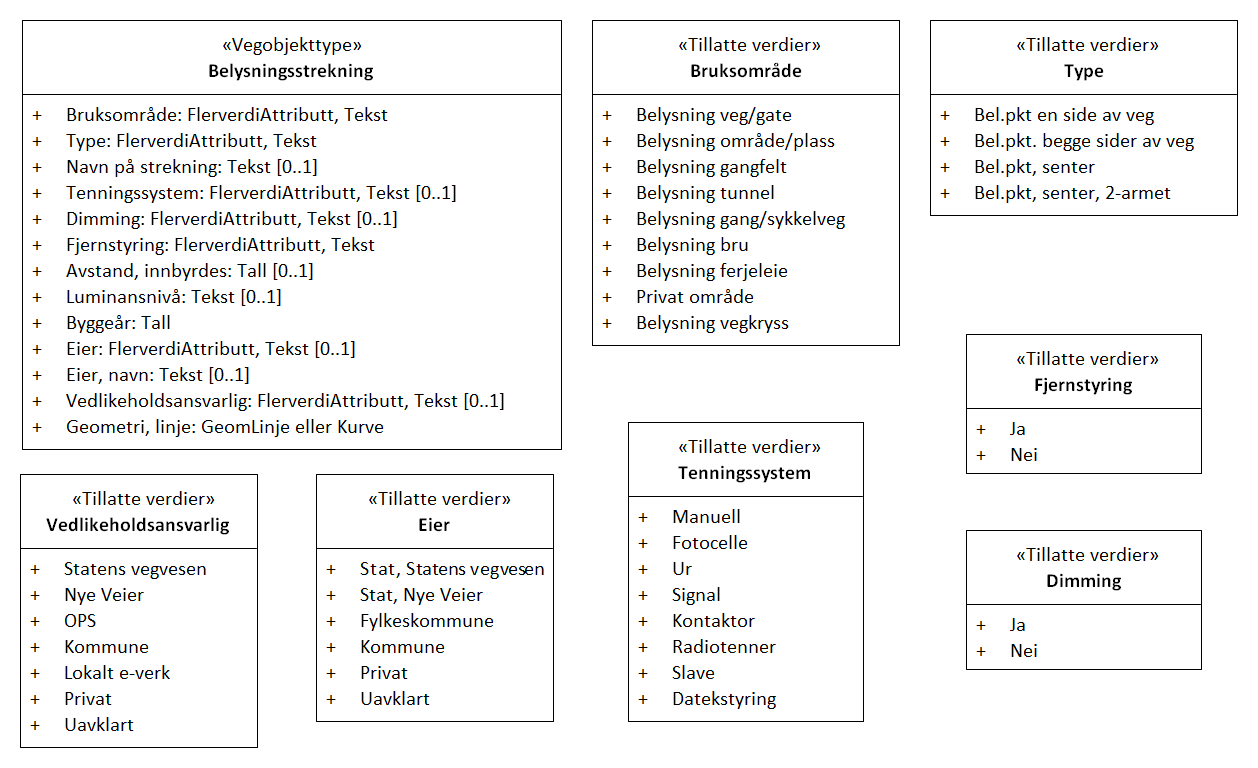 «Vegobjekttype»
Belysningsstrekning
+ Bruksområde: FlerverdiAttributt, Tekst
+ Type: FlerverdiAttributt, Tekst
+ Navn på strekning: Tekst [0..1]
+ Tenningssystem: FlerverdiAttributt, Tekst [0..1]
+ Dimming: FlerverdiAttributt, Tekst [0..1]
+ Fjernstyring: FlerverdiAttributt, Tekst
+ Avstand, innbyrdes: Tall [0..1]
+ Luminansnivå: Tekst [0..1]
+ Byggeår: Tall
+ Eier: FlerverdiAttributt, Tekst [0..1]
+ Eier, navn: Tekst [0..1]
+ Vedlikeholdsansvarlig: FlerverdiAttributt, Tekst [0..1]
+ Geometri, linje: GeomLinje eller Kurve
«Tillatte verdier»
Bruksområde
+ Belysning veg/gate
+ Belysning område/plass
+ Belysning gangfelt
+ Belysning tunnel
+ Belysning gang/sykkelveg
+ Belysning bru
+ Belysning ferjeleie
+ Privat område
+ Belysning vegkryss
«Tillatte verdier»
Type
+ Bel.pkt en side av veg
+ Bel.pkt. begge sider av veg
+ Bel.pkt, senter
+ Bel.pkt, senter, 2-armet
«Tillatte verdier»
Fjernstyring
+ Ja
+ Nei
«Tillatte verdier»
Vedlikeholdsansvarlig
+ Statens vegvesen
+ Nye Veier
+ OPS
+ Kommune
+ Lokalt e-verk
+ Privat
+ Uavklart
«Tillatte verdier»
Eier
+ Stat, Statens vegvesen
+ Stat, Nye Veier
+ Fylkeskommune
+ Kommune
+ Privat
+ Uavklart
«Tillatte verdier»
Tenningssystem
+ Manuell
+ Fotocelle
+ Ur
+ Signal
+ Kontaktor
+ Radiotenner
+ Slave
+ Datekstyring
«Tillatte verdier»
Dimming
+ Ja
+ Nei